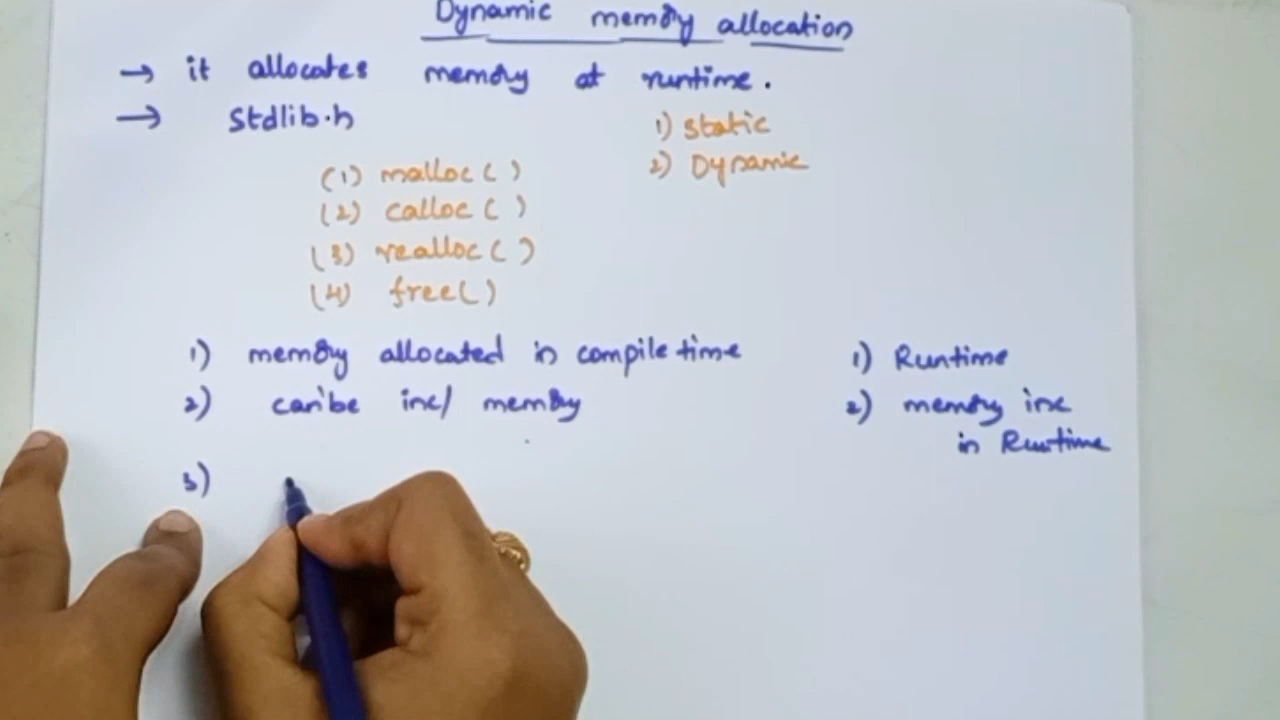 Dynamic memory allocation
→ it allocates memory at runtime.
→ Stdlib.h
1) Static
2) Dynamic
(1) malloc ( )
(2) calloc ( )
(3) realloc ( )
(4) free( )
1) memory allocated in compile time
2) can't be inc/ memory
3)
1) Runtime
2) memory inc
in Runtime